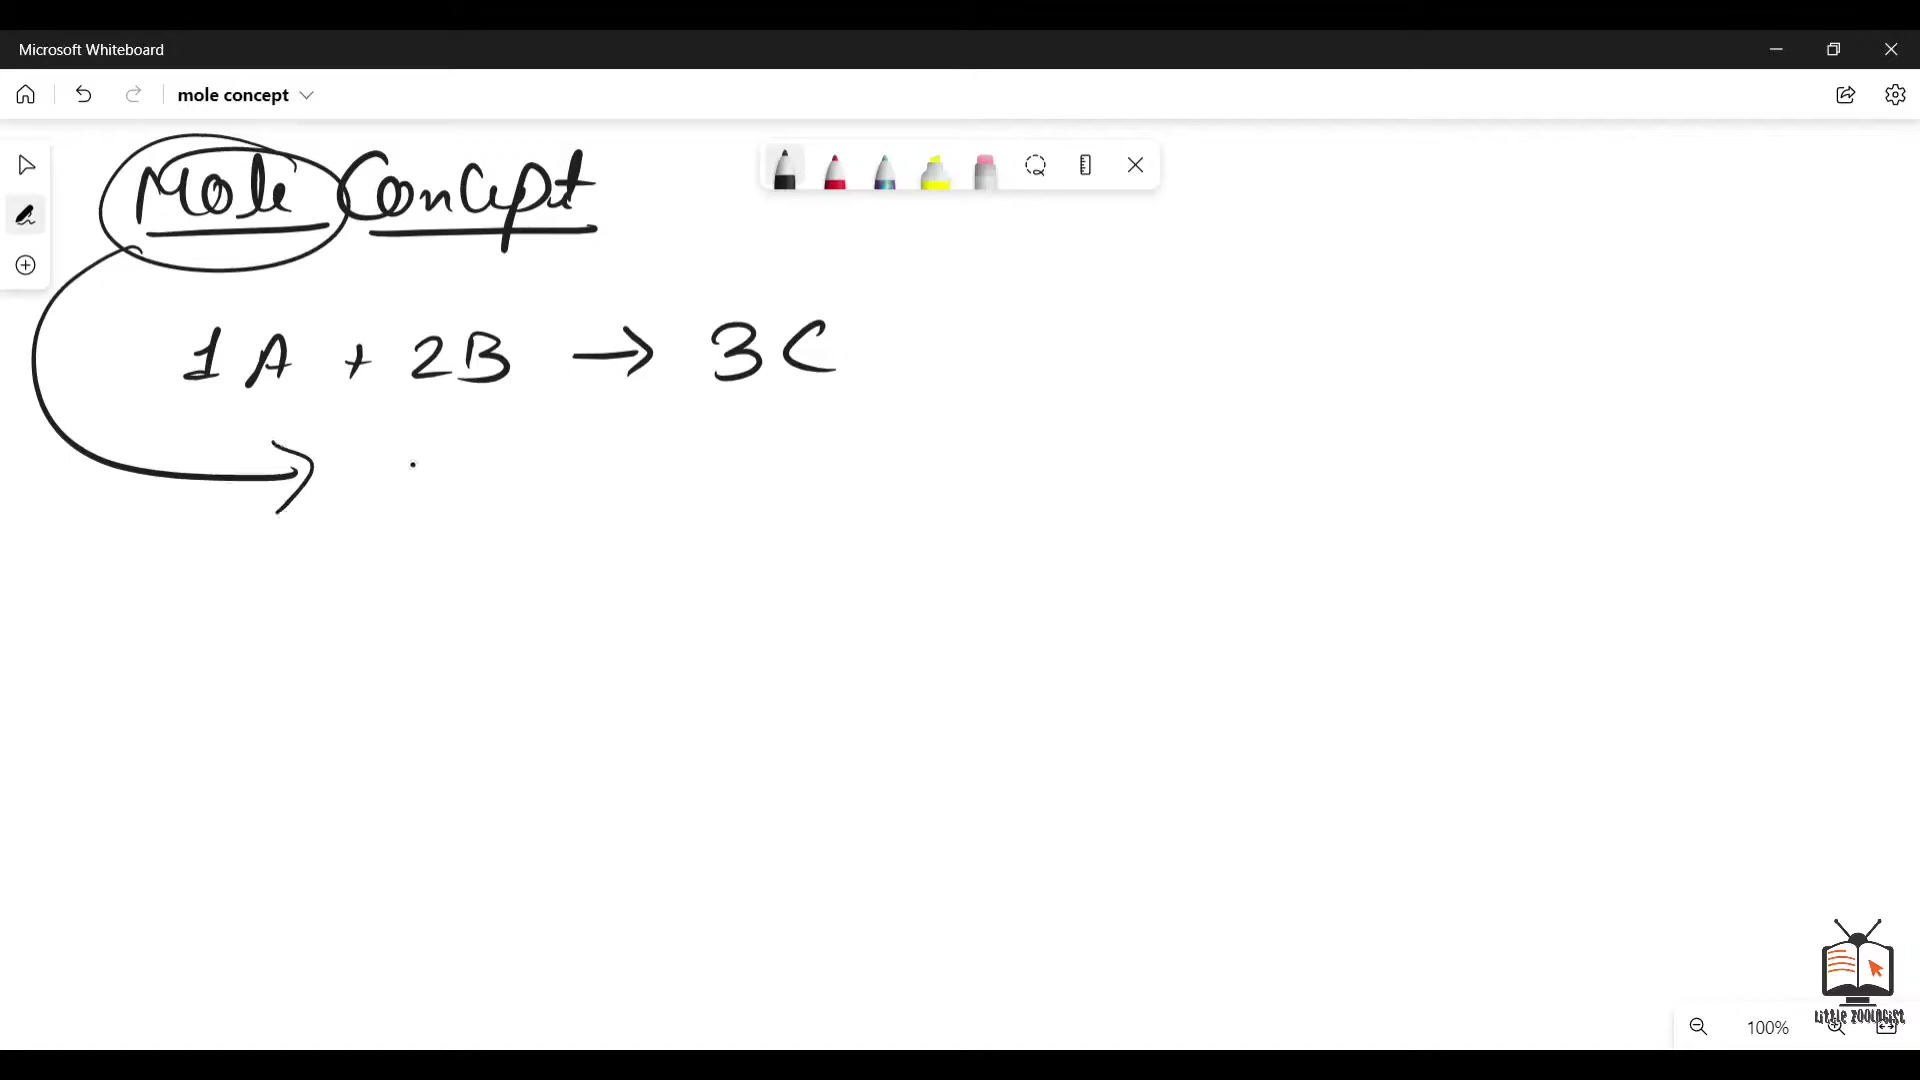 Microsoft Whiteboard
mole concept
Mole Concept
1A + 2B → 3C
LittLE ZOOLOGIST
100%